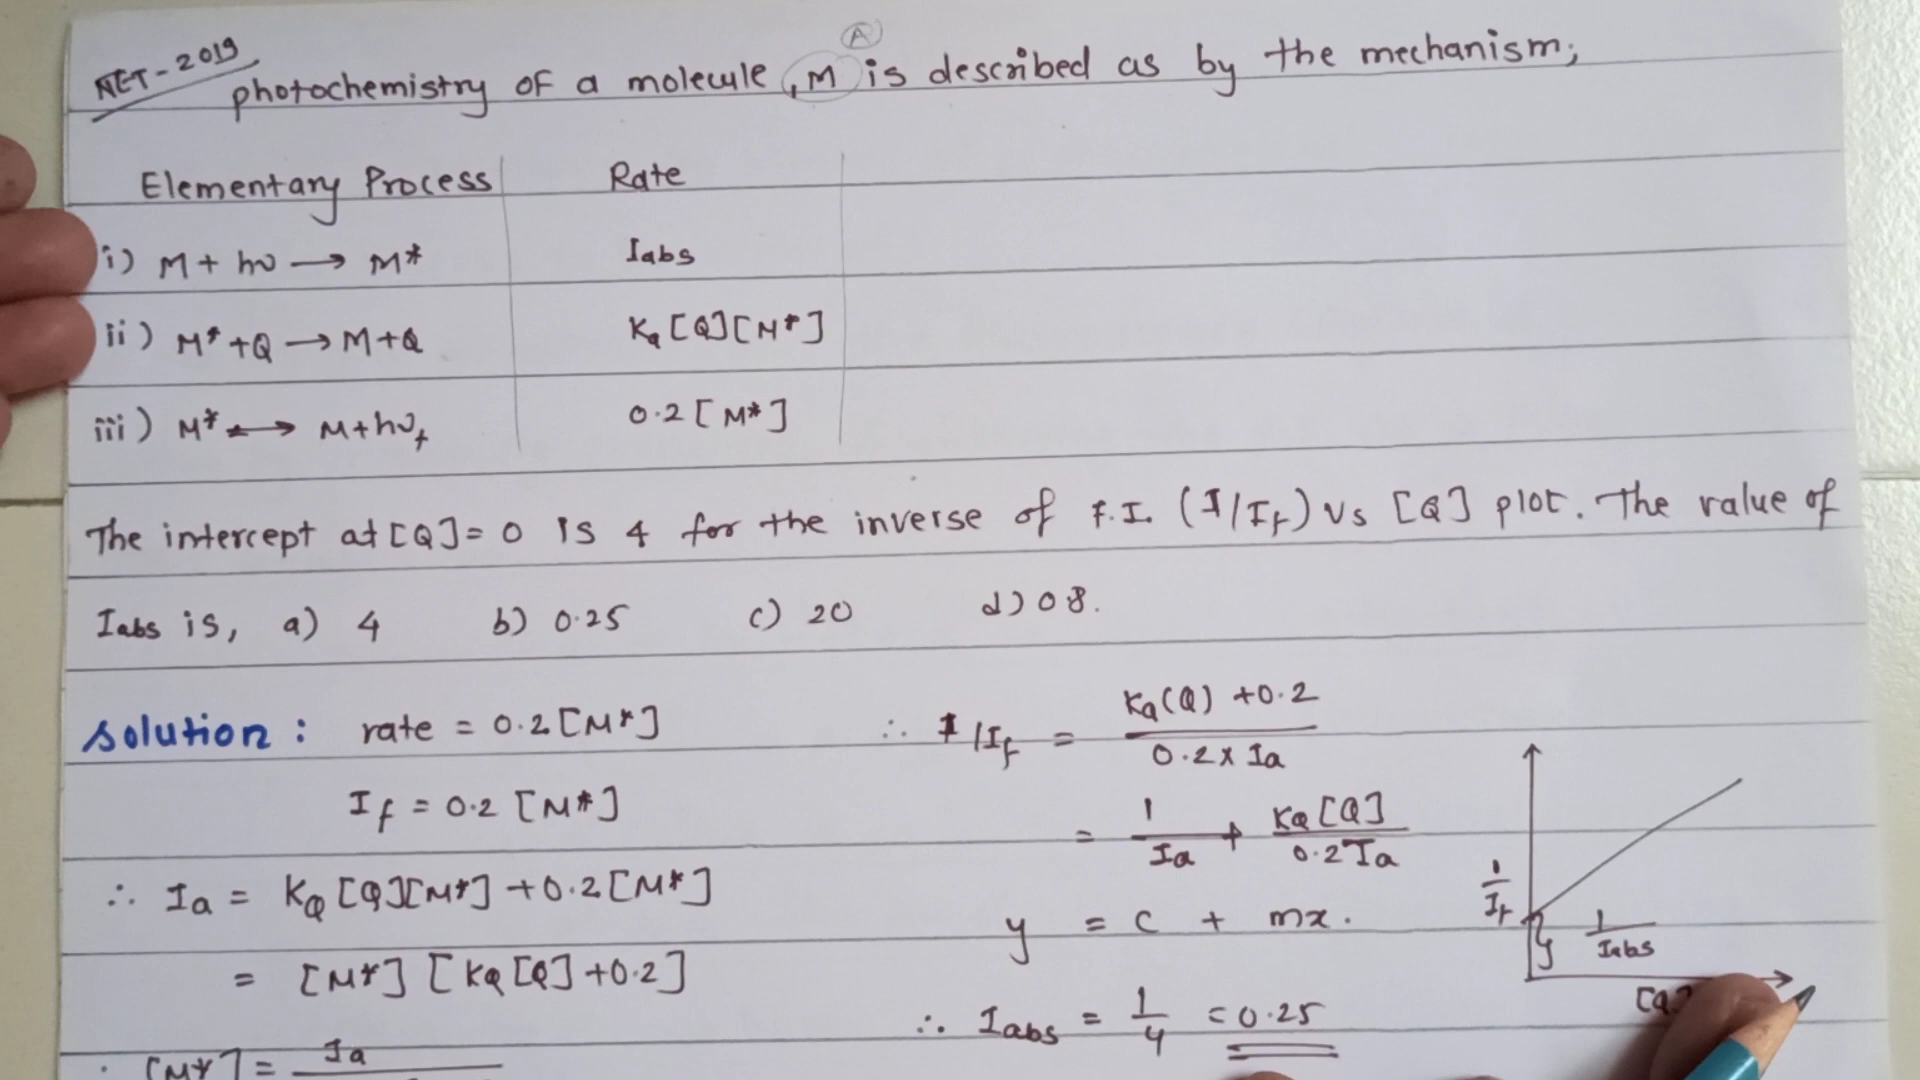 NET-2019
(A)
photochemistry of a molecule, M is described as by the mechanism;
Elementary Process Rate
i) M + hν → M* Iabs
ii) M* + Q → M+Q Kq [Q][M*]
iii) M* ↔ M+hνf 0.2 [M*]
The intercept at [Q]= 0 is 4 for the inverse of f.I. (I/If) Vs [Q] plot. The value of
Iabs is, a) 4 b) 0.25 c) 20 d) 08.
Solution : rate = 0.2 [M*]
If = 0.2 [M*]
∴ Ia = KQ [Q][M*] + 0.2 [M*]
= [M*] [KQ [Q] +0.2]
[M*] = Ia
∴ 1/If = Kq(Q) +0.2 / 0.2 x Ia
= 1/Ia + KQ [Q]/0.2 Ia
y = c + mx.
∴ Iabs = 1/4 = 0.25
1/If
1/Iabs
[Q]